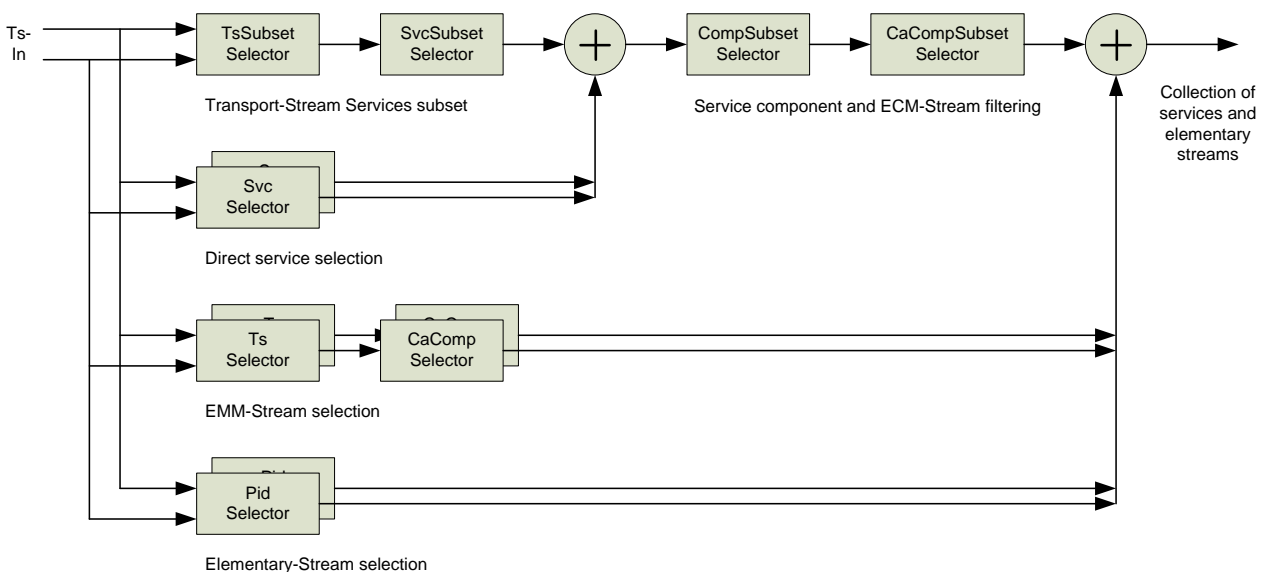 Ts-
In
TsSubset
Selector
SvcSubset
Selector
CompSubset
Selector
CaCompSubset
Selector
Transport-Stream Services subset
Service component and ECM-Stream filtering
Collection of
services and
elementary
streams
Svc
Selector
Direct service selection
Ts
Selector
CaComp
Selector
EMM-Stream selection
Pid
Selector
Elementary-Stream selection